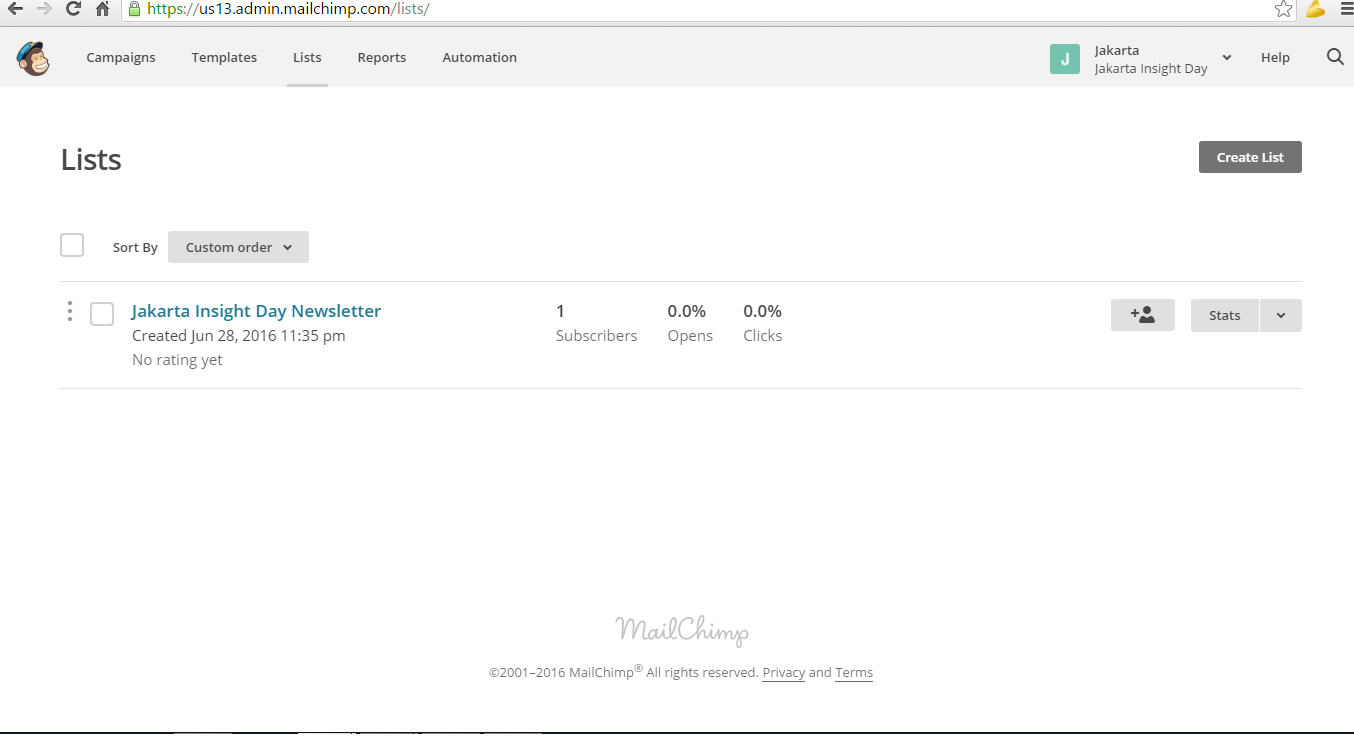 https://us13.admin.mailchimp.com/lists/
Campaigns Templates Lists Reports Automation J Jakarta Help
Jakarta Insight Day
Lists Create List
Sort By Custom order
Jakarta Insight Day Newsletter 1 0.0% 0.0% + Stats
Created Jun 28, 2016 11:35 pm Subscribers Opens Clicks
No rating yet
MailChimp
©2001–2016 MailChimp® All rights reserved. Privacy and Terms